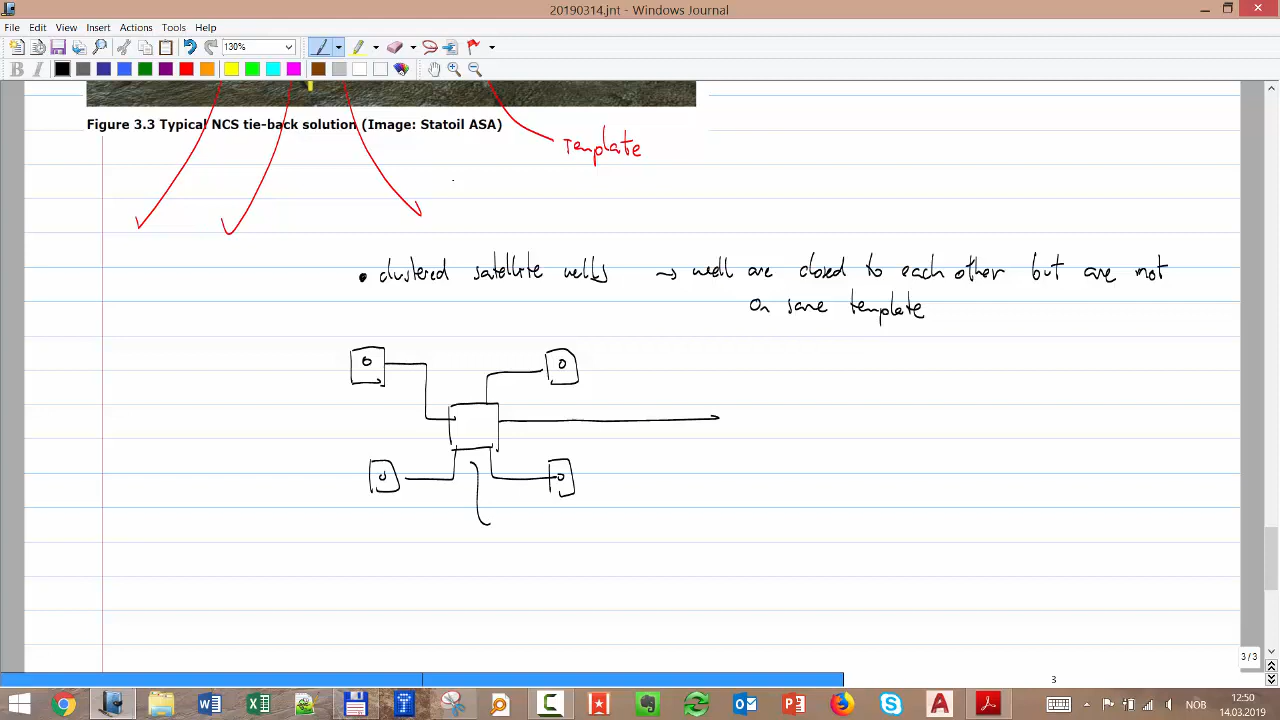 20190314.jnt - Windows Journal
File Edit View Insert Actions Tools Help
130%
B I
Figure 3.3 Typical NCS tie-back solution (Image: Statoil ASA)
Template
• clustered satellite wells → well are closed to each other but are not
on same template
3/3
3
12:50
NOB
14.03.2019